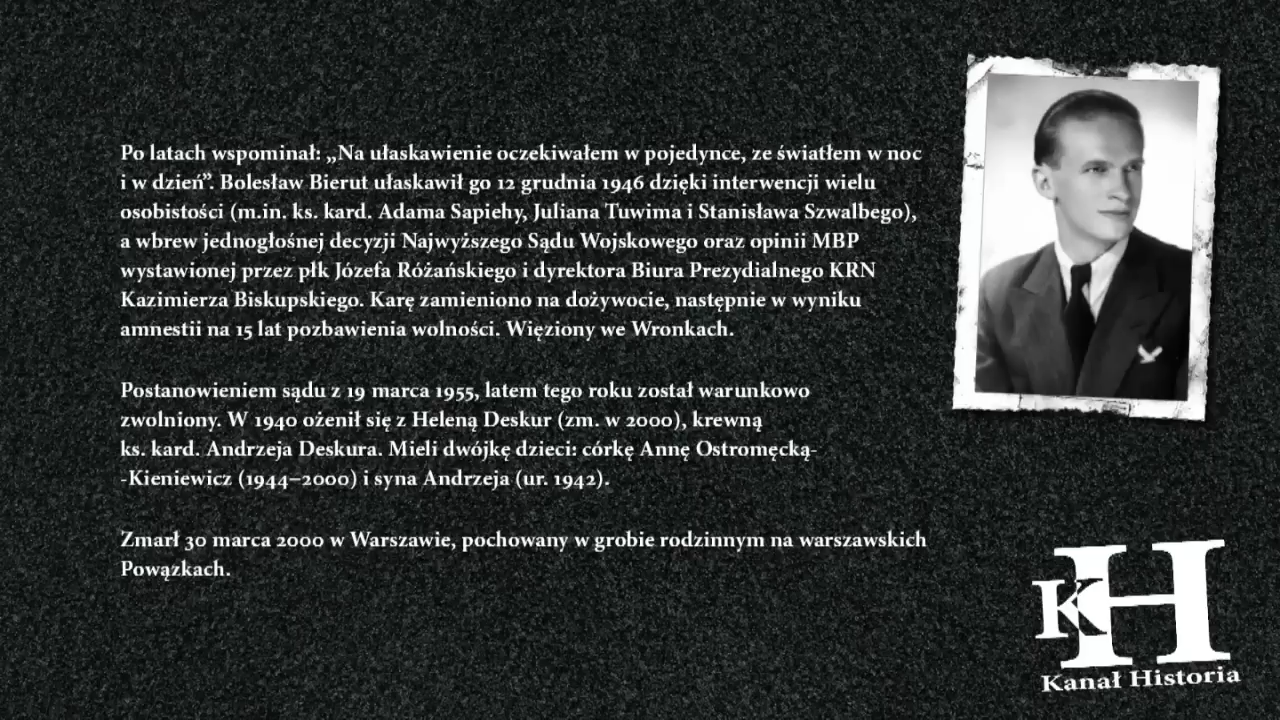 Po latach wspominał: „Na ułaskawienie oczekiwałem w pojedynce, ze światłem w noc
i w dzień”. Bolesław Bierut ułaskawił go 12 grudnia 1946 dzięki interwencji wielu
osobistości (m.in. ks. kard. Adama Sapiehy, Juliana Tuwima i Stanisława Szwalbego),
a wbrew jednogłośnej decyzji Najwyższego Sądu Wojskowego oraz opinii MBP
wystawionej przez płk Józefa Różańskiego i dyrektora Biura Prezydialnego KRN
Kazimierza Biskupskiego. Karę zamieniono na dożywocie, następnie w wyniku
amnestii na 15 lat pozbawienia wolności. Więziony we Wronkach.
Postanowieniem sądu z 19 marca 1955, latem tego roku został warunkowo
zwolniony. W 1940 ożenił się z Heleną Deskur (zm. w 2000), krewną
ks. kard. Andrzeja Deskura. Mieli dwójkę dzieci: córkę Annę Ostromęcką-
-Kieniewicz (1944–2000) i syna Andrzeja (ur. 1942).
Zmarł 30 marca 2000 w Warszawie, pochowany w grobie rodzinnym na warszawskich
Powązkach.
KH
Kanał Historia